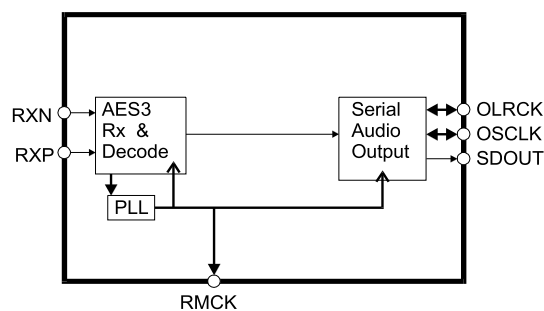 RXN
RXP
AES3
Rx &
Decode
PLL
Serial
Audio
Output
OLRCK
OSCLK
SDOUT
RMCK